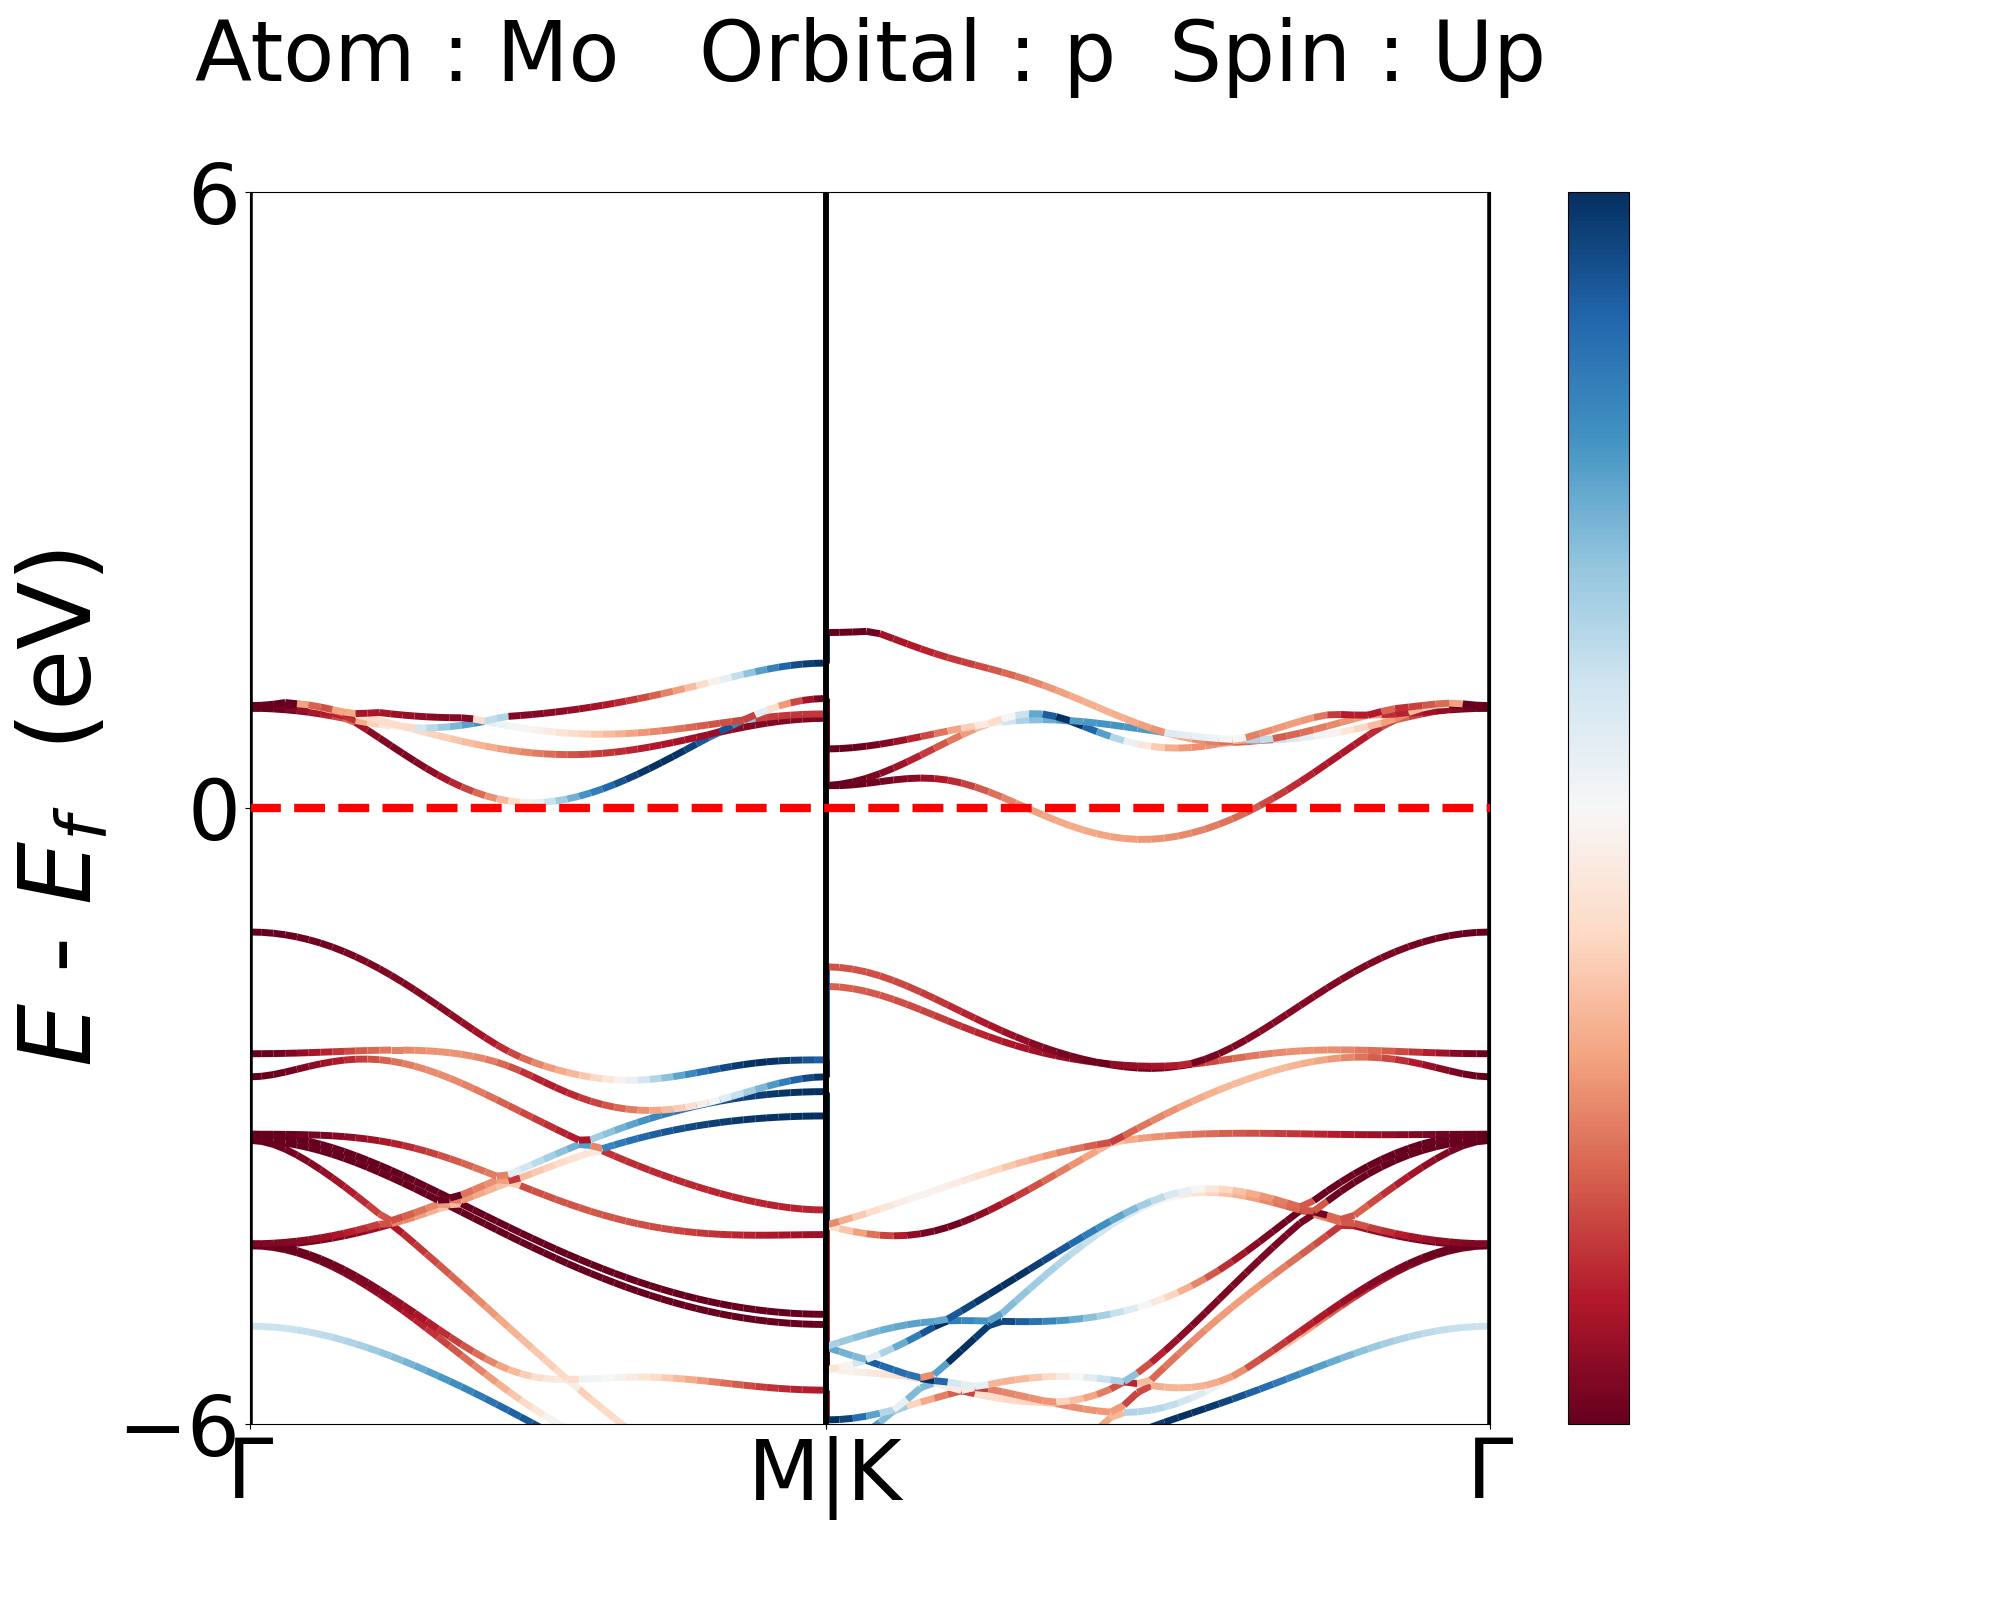 Atom : Mo Orbital : p Spin : Up
6
0
−6
E - E_f (eV)
Γ M|K Γ